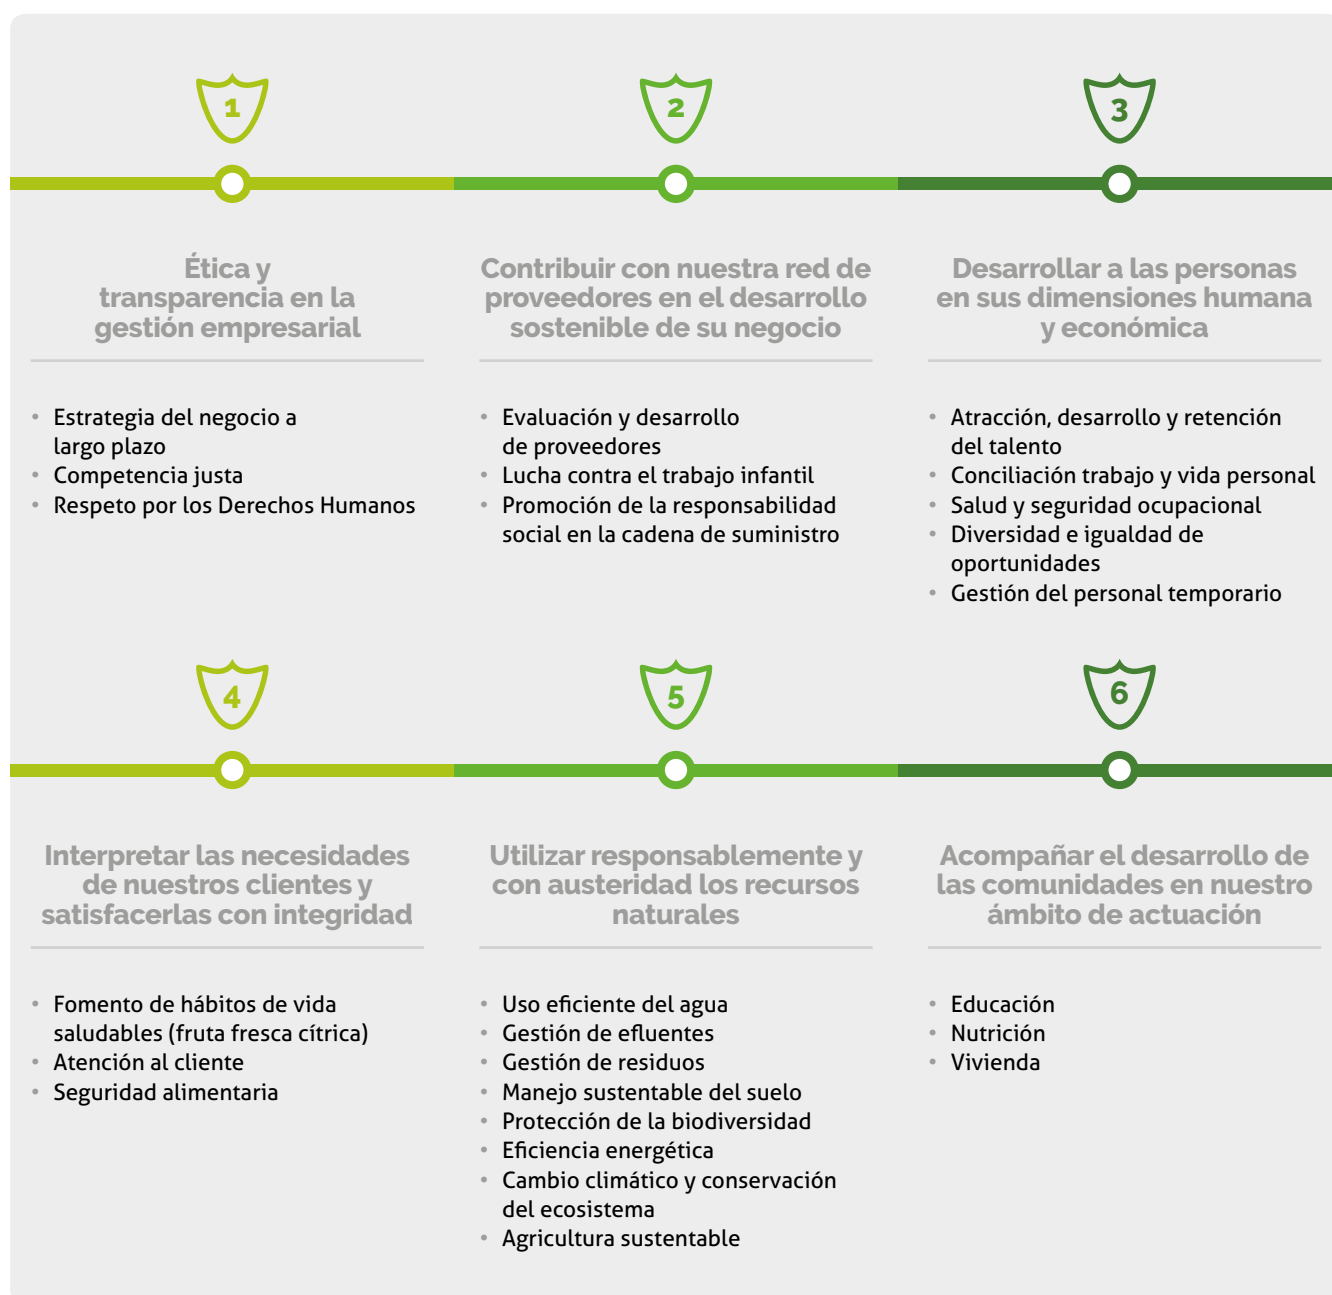 1
Ética y
transparencia en la
gestión empresarial
• Estrategia del negocio a
largo plazo
• Competencia justa
• Respeto por los Derechos Humanos
2
Contribuir con nuestra red de
proveedores en el desarrollo
sostenible de su negocio
• Evaluación y desarrollo
de proveedores
• Lucha contra el trabajo infantil
• Promoción de la responsabilidad
social en la cadena de suministro
3
Desarrollar a las personas
en sus dimensiones humana
y económica
• Atracción, desarrollo y retención
del talento
• Conciliación trabajo y vida personal
• Salud y seguridad ocupacional
• Diversidad e igualdad de
oportunidades
• Gestión del personal temporario
4
Interpretar las necesidades
de nuestros clientes y
satisfacerlas con integridad
• Fomento de hábitos de vida
saludables (fruta fresca cítrica)
• Atención al cliente
• Seguridad alimentaria
5
Utilizar responsablemente y
con austeridad los recursos
naturales
• Uso eficiente del agua
• Gestión de efluentes
• Gestión de residuos
• Manejo sustentable del suelo
• Protección de la biodiversidad
• Eficiencia energética
• Cambio climático y conservación
del ecosistema
• Agricultura sustentable
6
Acompañar el desarrollo de
las comunidades en nuestro
ámbito de actuación
• Educación
• Nutrición
• Vivienda